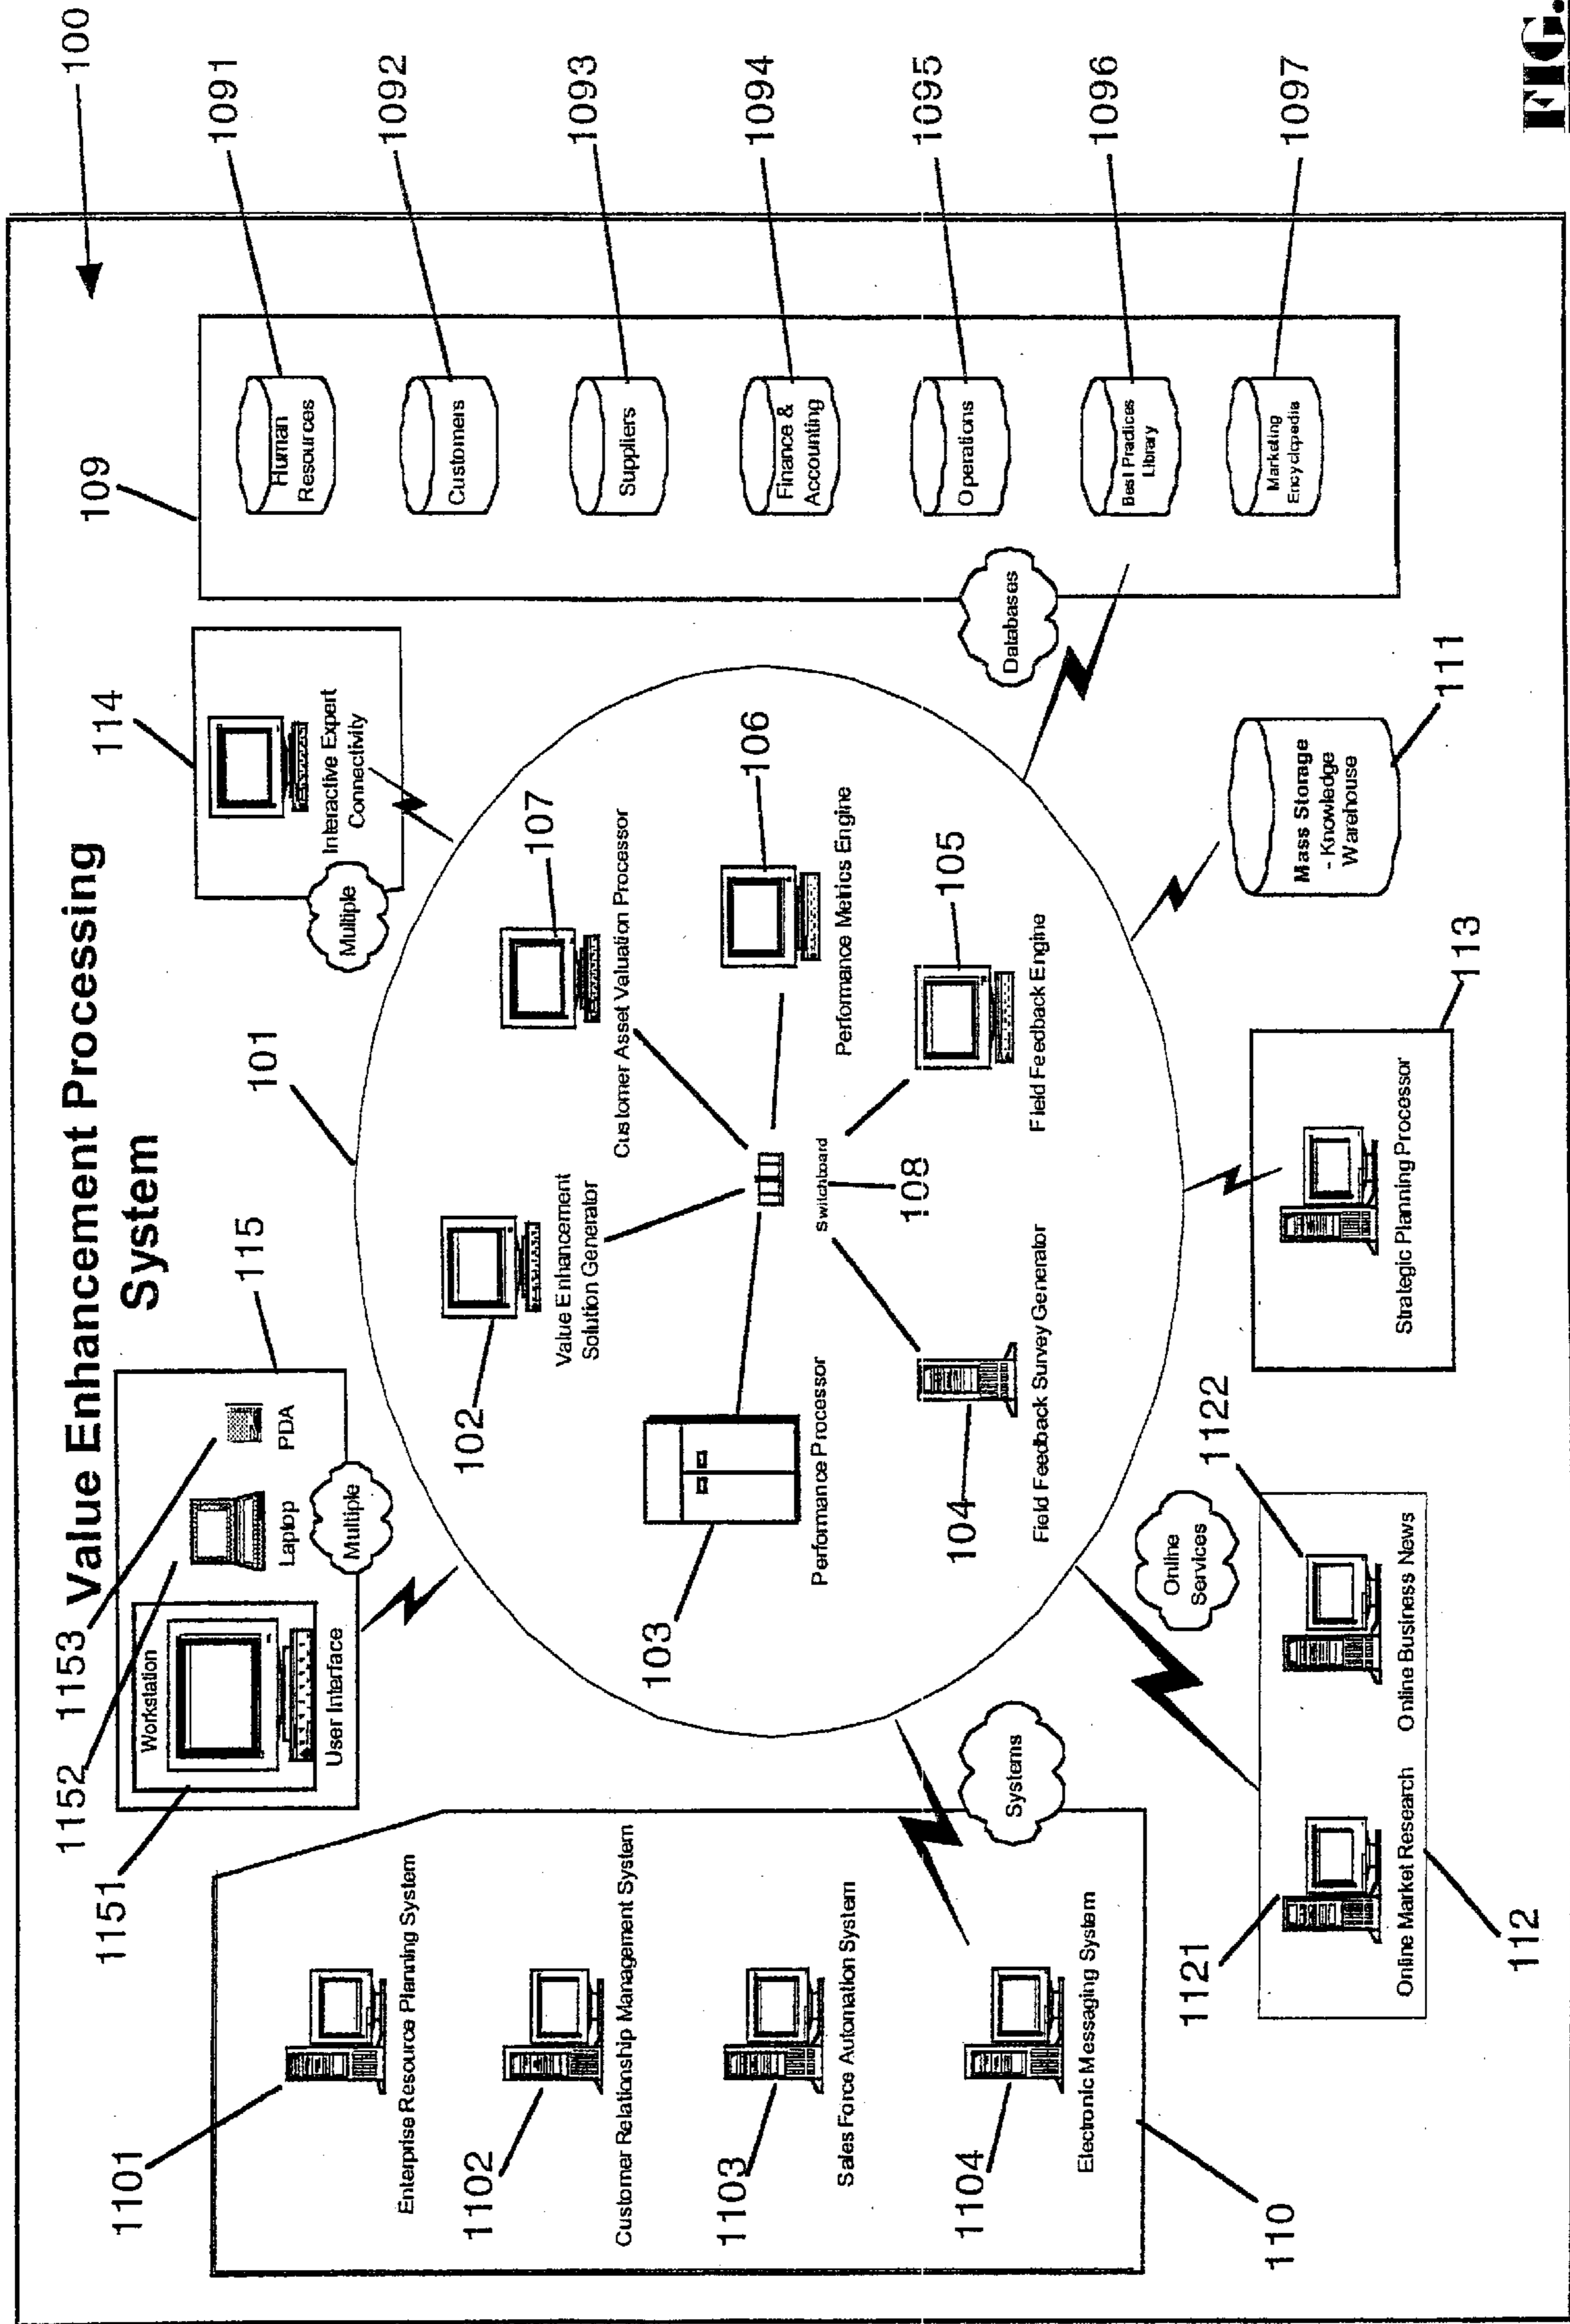 Value Enhancement Processing
System
100
1151
1152
1153
115
Workstation
User Interface
Laptop
PDA
Multiple
101
114
Interactive Expert
Connectivity
Multiple
109
Human
Resources
1091
Customers
1092
Suppliers
1093
Finance &
Accounting
1094
Operations
1095
Best Practices
Library
1096
Marketing
Encyclopedia
1097
Databases
1101
Enterprise Resource Planning System
1102
Customer Relationship Management System
1103
Sales Force Automation System
1104
Electronic Messaging System
110
Systems
102
Value Enhancement
Solution Generator
103
Performance Processor
104
Field Feedback Survey Generator
107
Customer Asset Valuation Processor
106
Performance Metrics Engine
105
Field Feedback Engine
Switchboard
108
Online
Services
1121
Online Market Research
1122
Online Business News
112
113
Strategic Planning Processor
Mass Storage
- Knowledge
Warehouse
111
FIG.